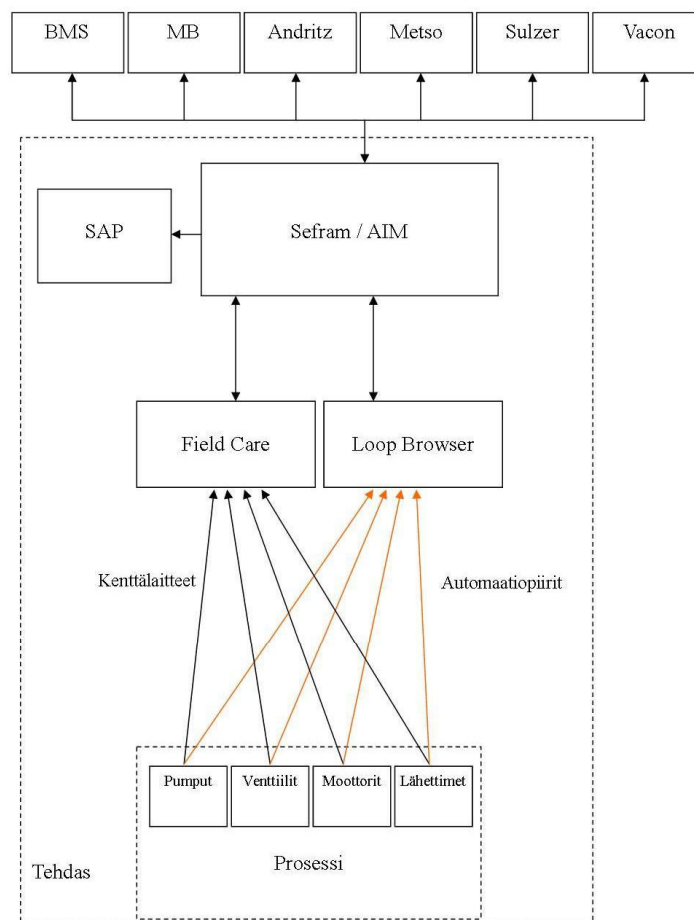 BMS
MB
Andritz
Metso
Sulzer
Vacon
SAP
Sefram / AIM
Field Care
Loop Browser
Kenttälaitteet
Automaatiopiirit
Pumput
Venttiilit
Moottorit
Lähettimet
Prosessi
Tehdas